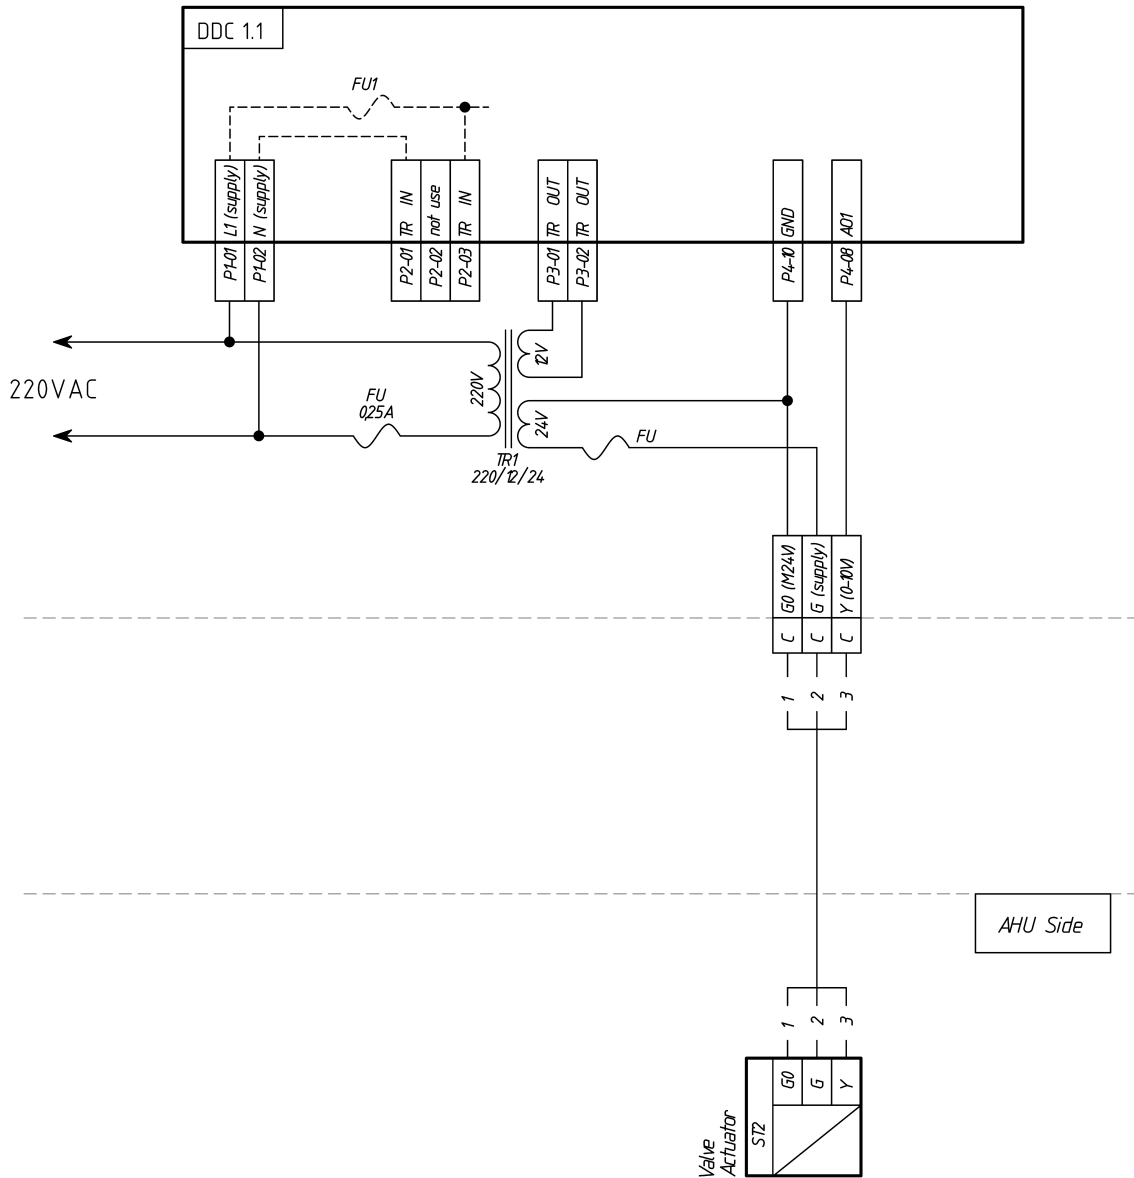 DDC 1.1
FU1
P1-01 L1 (supply)
P1-02 N (supply)
P2-01 TR IN
P2-02 not use
P2-03 TR IN
P3-01 TR OUT
P3-02 TR OUT
P4-10 GND
P4-08 AO1
220VAC
FU
0,25A
220V
12V
24V
FU
TR1
220/12/24
G0 (M24V)
G (supply)
Y (0-10V)
C
C
C
1
2
3
AHU Side
1
2
3
G0
G
Y
ST2
Valve
Actuator